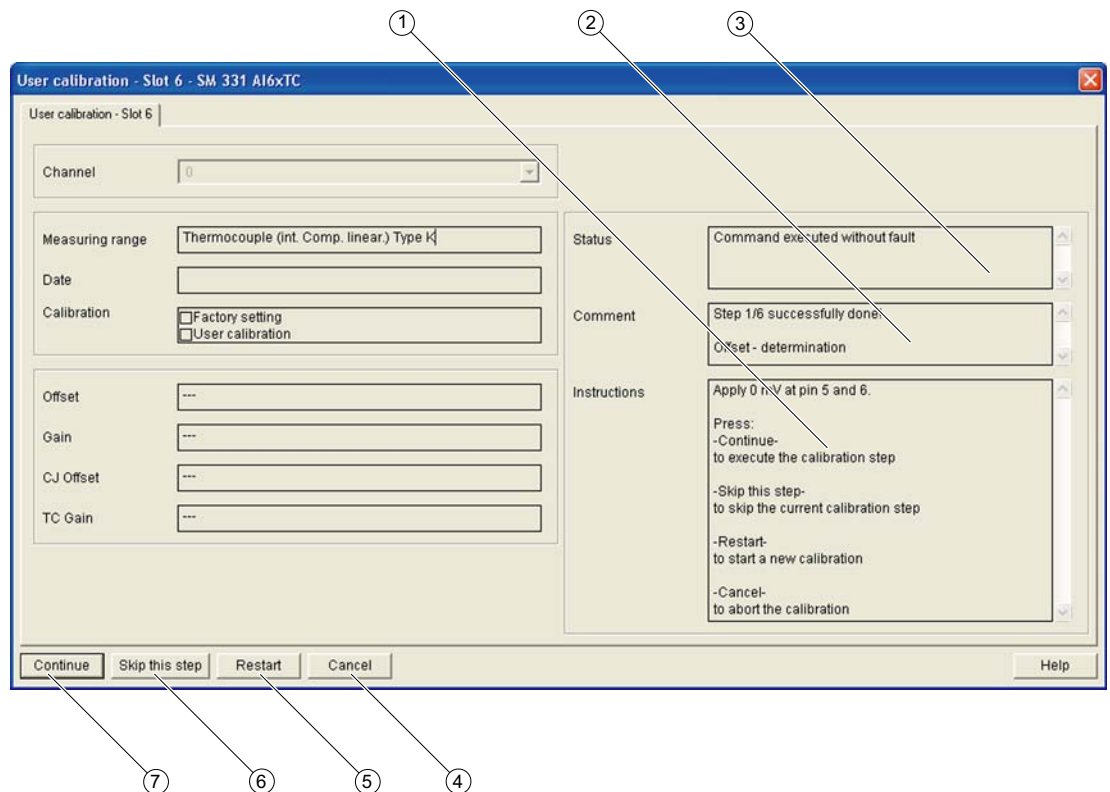 1
2
3
User calibration - Slot 6 - SM 331 AI6xTC
User calibration - Slot 6
Channel
0
Measuring range
Thermocouple (int. Comp. linear.) Type K
Date
Calibration
Factory setting
User calibration
Offset
---
Gain
---
CJ Offset
---
TC Gain
---
Status
Command executed without fault
Comment
Step 1/6 successfully done.
Offset - determination
Instructions
Apply 0 mV at pin 5 and 6.
Press:
-Continue-
to execute the calibration step
-Skip this step-
to skip the current calibration step
-Restart-
to start a new calibration
-Cancel-
to abort the calibration
Continue
Skip this step
Restart
Cancel
Help
7
6
5
4